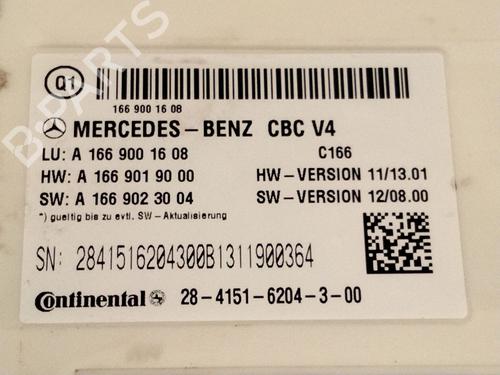 Q1
166 900 16 08
MERCEDES-BENZ CBC V4
LU: A 166 900 16 08 C166
HW: A 166 901 90 00 HW-VERSION 11/13.01
SW: A 166 902 30 04 SW-VERSION 12/08.00
*) gueltig bis zu evtl. SW-Aktualisierung
SN: 2841516204300B1311900364
Continental 28-4151-6204-3-00
B-PARTS